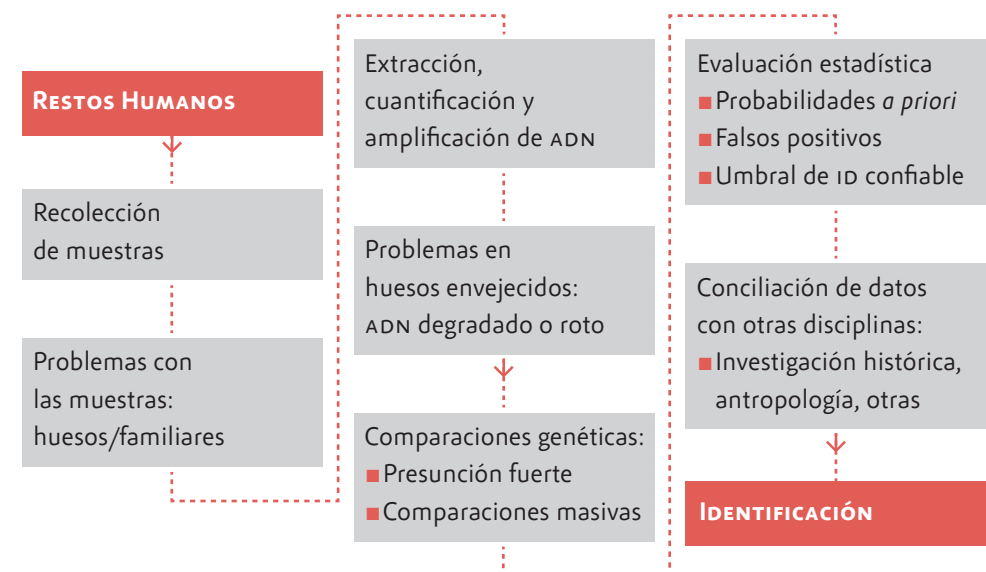 Restos Humanos
Recolección
de muestras
Problemas con
las muestras:
huesos/familiares
Extracción,
cuantificación y
amplificación de ADN
Problemas en
huesos envejecidos:
ADN degradado o roto
Comparaciones genéticas:
■ Presunción fuerte
■ Comparaciones masivas
Evaluación estadística
■ Probabilidades a priori
■ Falsos positivos
■ Umbral de ID confiable
Conciliación de datos
con otras disciplinas:
■ Investigación histórica,
antropología, otras
Identificación